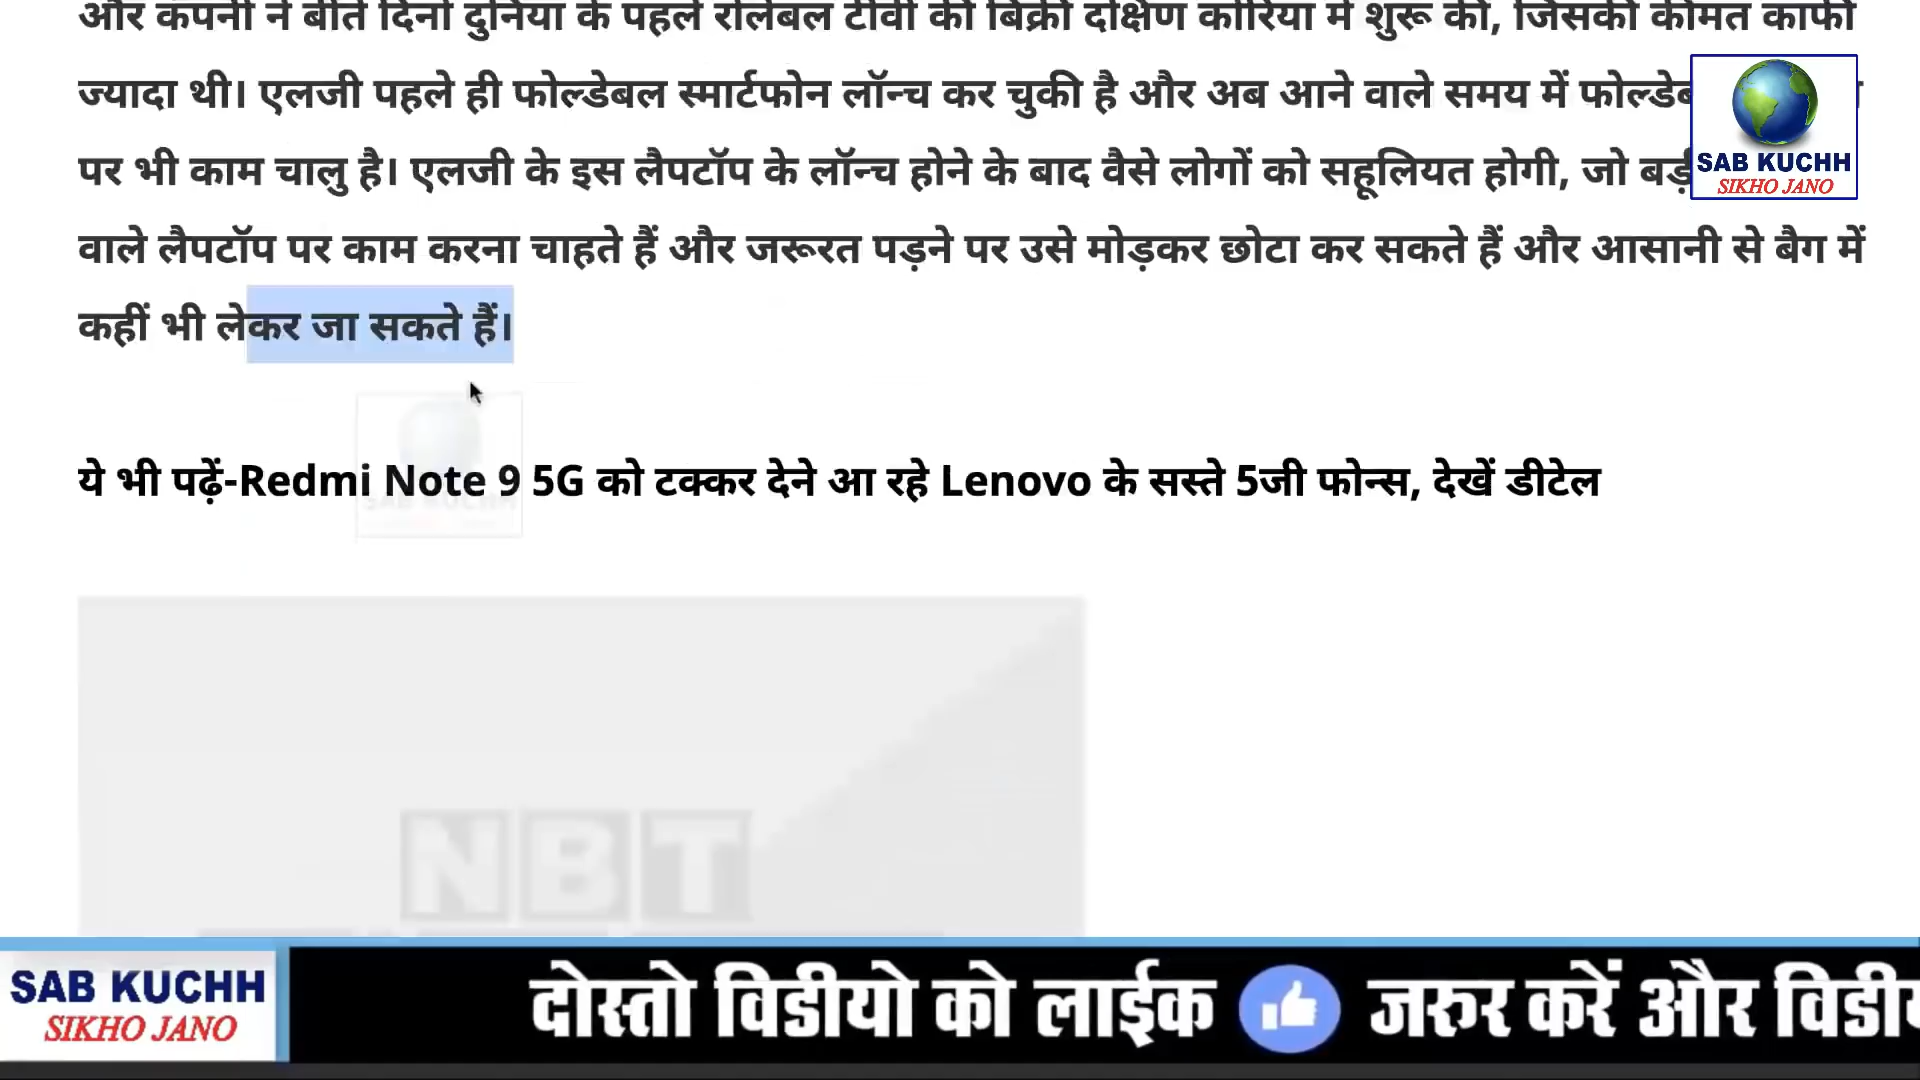 और कंपनी ने बीते दिनों दुनिया के पहले रोलेबल टीवी की बिक्री दक्षिण कोरिया में शुरू की, जिसकी कीमत काफी
ज्यादा थी। एलजी पहले ही फोल्डेबल स्मार्टफोन लॉन्च कर चुकी है और अब आने वाले समय में
पर भी काम चालु है। एलजी के इस लैपटॉप के लॉन्च होने के बाद वैसे लोगों को सहूलियत होगी, जो
वाले लैपटॉप पर काम करना चाहते हैं और जरूरत पड़ने पर उसे मोड़कर छोटा कर सकते हैं और आसानी से बैग में
कहीं भी लेकर जा सकते हैं।
SAB KUCHH
SIKHO JANO
ये भी पढ़ें-Redmi Note 9 5G को टक्कर देने आ रहे Lenovo के सस्ते 5जी फोन्स, देखें डीटेल
NBT
SAB KUCHH
SIKHO JANO
दोस्तो विडीयो को लाईक जरुर करें और